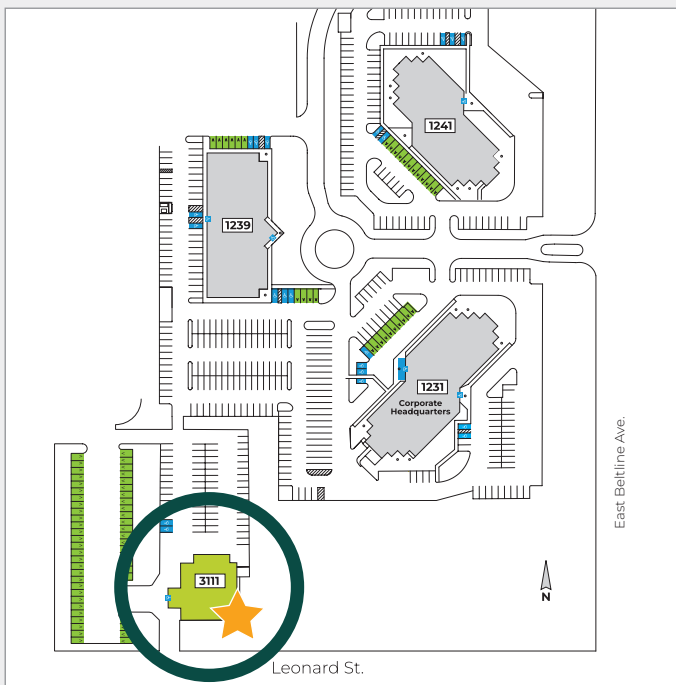 1241
1239
1231
Corporate
Headquarters
East Beltline Ave.
3111
N
Leonard St.